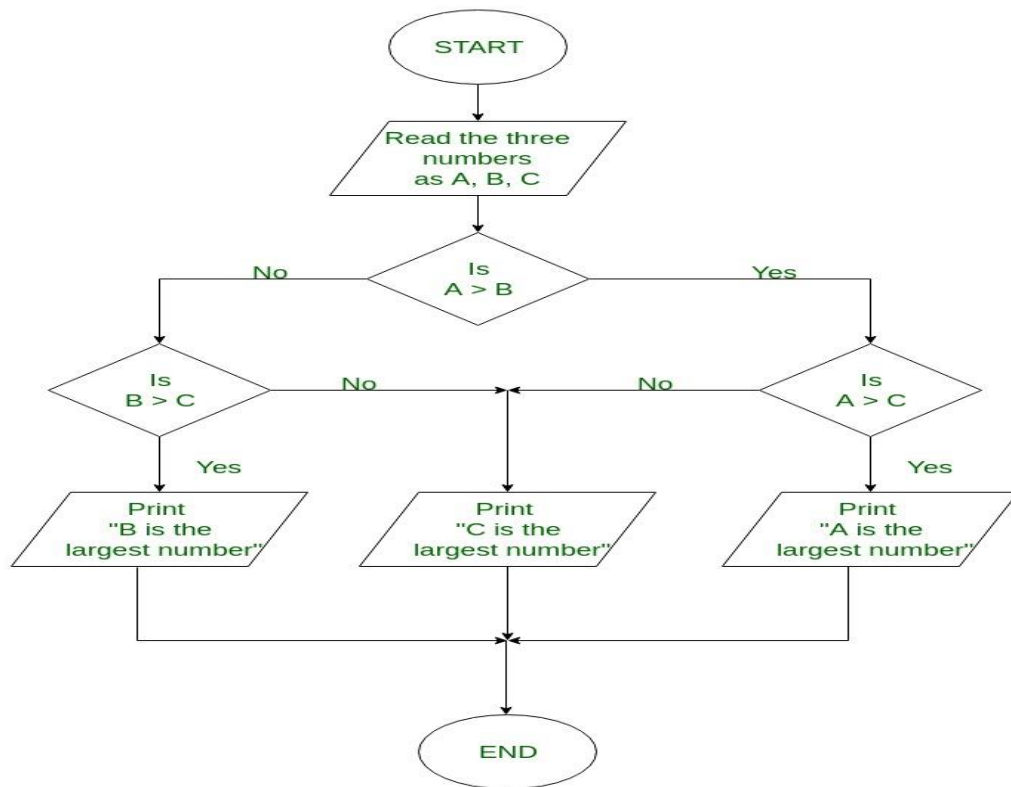 START
Read the three
numbers
as A, B, C
Is
A > B
No
Yes
Is
B > C
No
No
Is
A > C
Yes
Yes
Print
"B is the
largest number"
Print
"C is the
largest number"
Print
"A is the
largest number"
END